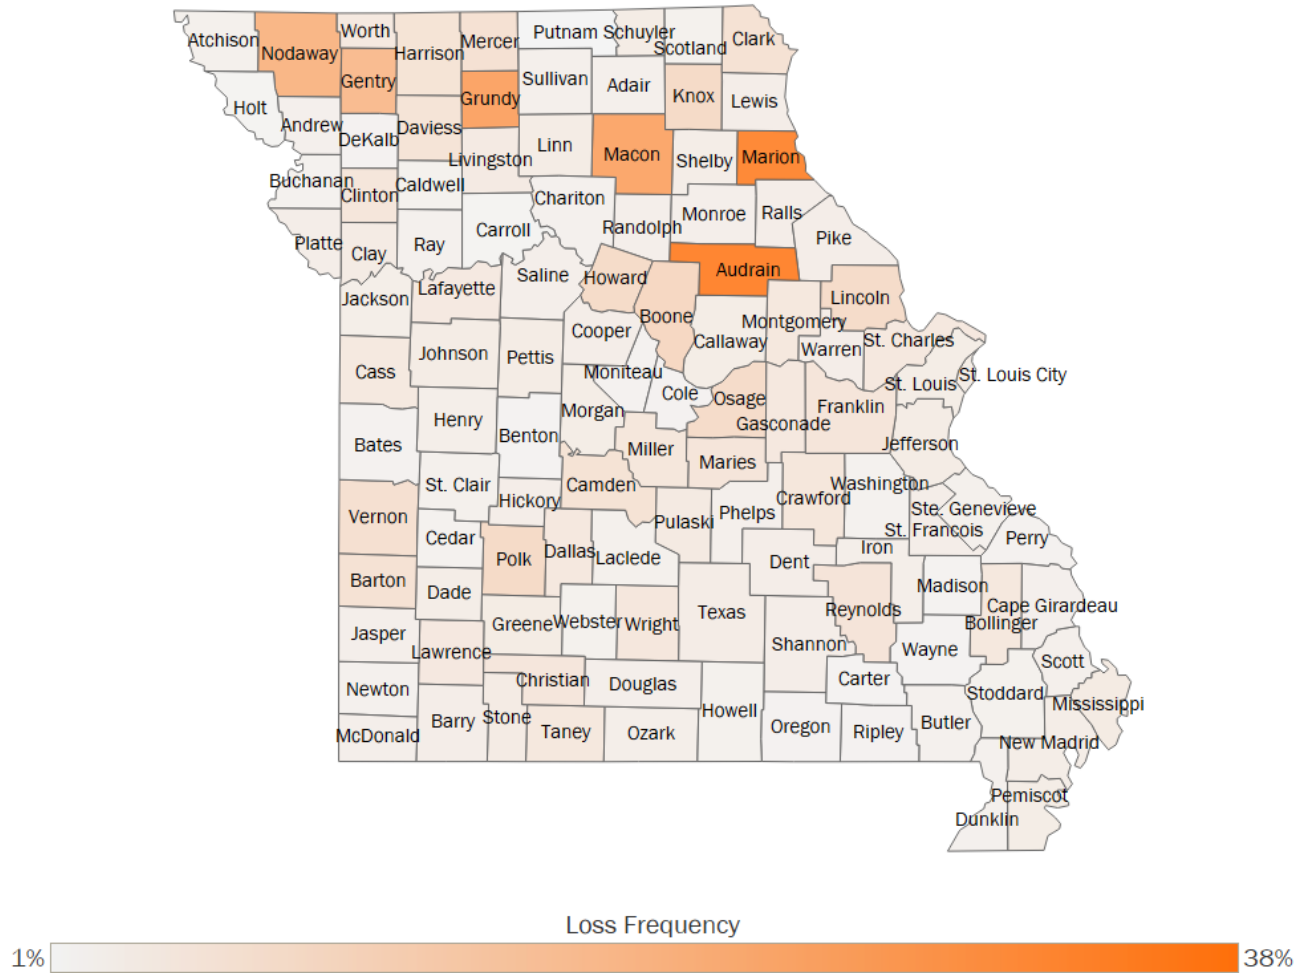 Atchison
Nodaway
Worth
Harrison
Mercer
Putnam
Schuyler
Scotland
Clark
Gentry
Grundy
Sullivan
Adair
Knox
Lewis
Holt
Andrew
DeKalb
Daviess
Livingston
Linn
Macon
Shelby
Marion
Buchanan
Clinton
Caldwell
Chariton
Randolph
Monroe
Ralls
Platte
Clay
Ray
Carroll
Pike
Jackson
Lafayette
Saline
Howard
Audrain
Boone
Lincoln
Cooper
Callaway
Montgomery
Warren
St. Charles
Cass
Johnson
Pettis
Moniteau
Cole
Osage
Gasconade
Franklin
St. Louis
St. Louis City
Bates
Henry
Benton
Morgan
Miller
Maries
Jefferson
Vernon
St. Clair
Hickory
Camden
Pulaski
Phelps
Crawford
Washington
Ste. Genevieve
St. Francois
Perry
Cedar
Polk
Dallas
Laclede
Dent
Iron
Barton
Dade
Madison
Reynolds
Cape Girardeau
Bollinger
Jasper
Greene
Webster
Wright
Texas
Shannon
Wayne
Lawrence
Scott
Newton
Christian
Douglas
Carter
Stoddard
Mississippi
McDonald
Barry
Stone
Taney
Ozark
Howell
Oregon
Ripley
Butler
New Madrid
Pemiscot
Dunklin
Loss Frequency
1%
38%